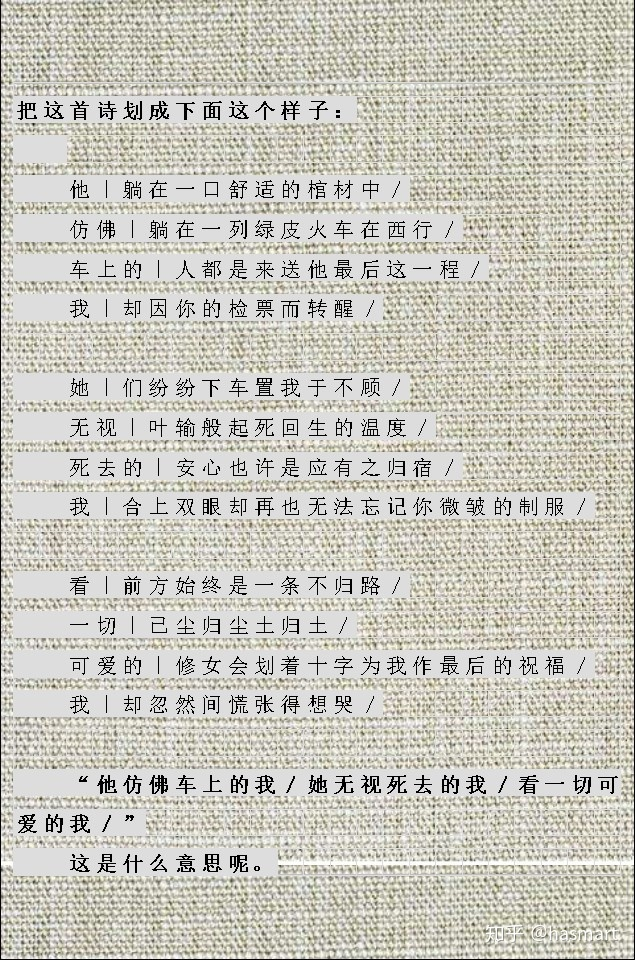 把这首诗划成下面这个样子：
他｜躺在一口舒适的棺材中/
仿佛｜躺在一列绿皮火车在西行/
车上的｜人都是来送他最后这一程/
我｜却因你的检票而转醒/
她｜们纷纷下车置我于不顾/
无视｜叶输般起死回生的温度/
死去的｜安心也许是应有之归宿/
我｜合上双眼却再也无法忘记你微皱的制服/
看｜前方始终是一条不归路/
一切｜己尘归尘土归土/
可爱的｜修女会划着十字为我作最后的祝福/
我｜却忽然间慌张得想哭/
“他仿佛车上的我/她无视死去的我/看一切可
爱的我/”
这是什么意思呢。
知乎 @hasmart